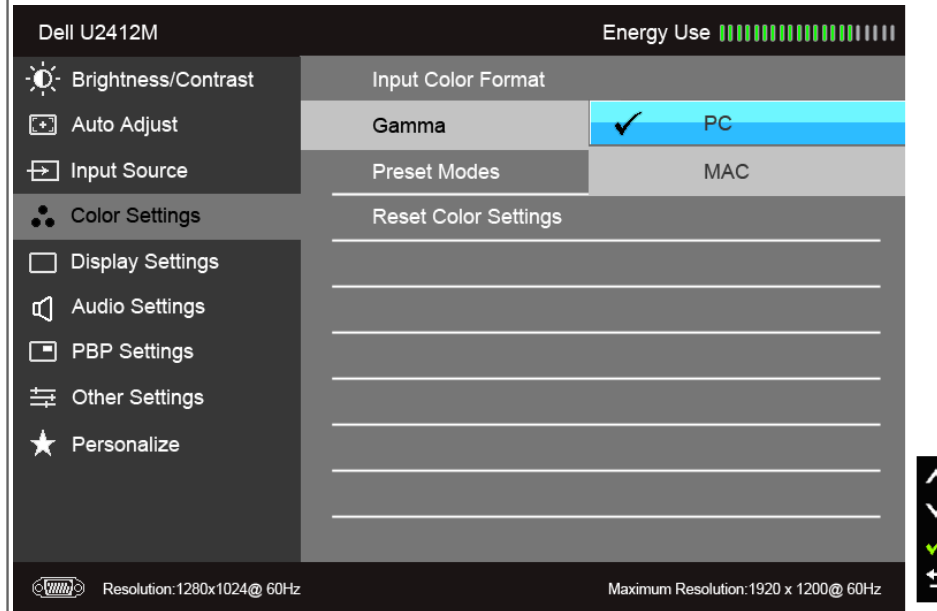 Dell U2412M
Energy Use
Brightness/Contrast
Auto Adjust
Input Source
Color Settings
Display Settings
Audio Settings
PBP Settings
Other Settings
Personalize
Input Color Format
Gamma
PC
Preset Modes
MAC
Reset Color Settings
Resolution:1280x1024@ 60Hz
Maximum Resolution:1920 x 1200@ 60Hz